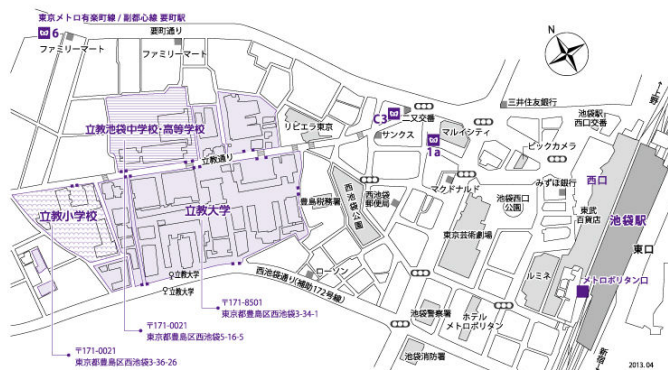 東京メトロ有楽町線 / 副都心線 要町駅
6
ファミリーマート
要町通り
ファミリーマート
N
上野
三井住友銀行
池袋駅
西口交番
C3
二又交番
サンクス
マルイシティ
1a
リビエラ東京
ビックカメラ
立教池袋中学校・高等学校
立教通り
西口
みずほ銀行
マクドナルド
池袋西口
公園
東武
百貨店
池袋駅
東口
立教小学校
立教大学
豊島税務署
西池袋公園
西池袋
郵便局
東京芸術劇場
ルミネ
メトロポリタン口
立教大学
立教大学
ローソン
西池袋通り(補助172号線)
〒171-8501
東京都豊島区西池袋3-34-1
池袋警察署
ホテル
メトロポリタン
〒171-0021
東京都豊島区西池袋5-16-5
〒171-0021
東京都豊島区西池袋3-36-26
池袋消防署
新宿
2013. 04